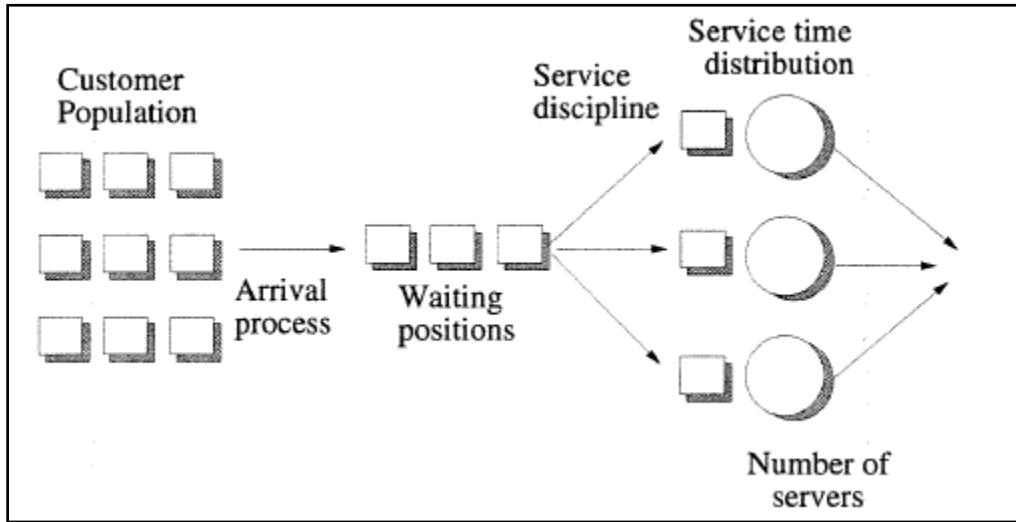 Customer
Population
Arrival
process
Waiting
positions
Service
discipline
Service time
distribution
Number of
servers